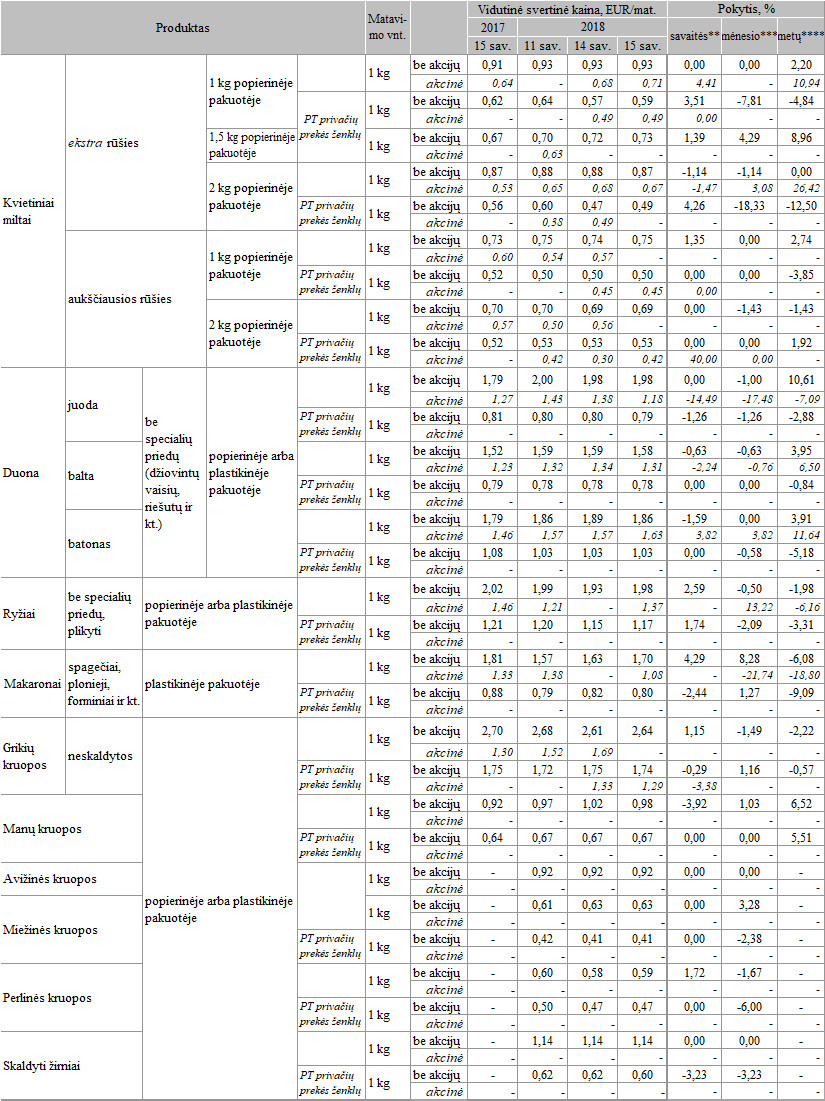 Produktas Matavi- Vidutinė svertinė kaina, EUR/mat. Pokytis, %
mo vnt. 2017 2018 savaitės** mėnesio*** metų****
15 sav. 11 sav. 14 sav. 15 sav.
Kvietiniai miltai
ekstra rūšies
1 kg popierinėje pakuotėje
1 kg be akcijų 0,91 0,93 0,93 0,93 0,00 0,00 2,20
akcinė 0,64 - 0,68 0,71 4,41 - 10,94
PT privačių prekės ženklų
1 kg be akcijų 0,62 0,64 0,57 0,59 3,51 -7,81 -4,84
akcinė - - 0,49 0,49 0,00 - -
1,5 kg popierinėje pakuotėje
1 kg be akcijų 0,67 0,70 0,72 0,73 1,39 4,29 8,96
akcinė - 0,63 - - - - -
2 kg popierinėje pakuotėje
1 kg be akcijų 0,87 0,88 0,88 0,87 -1,14 -1,14 0,00
akcinė 0,53 0,65 0,68 0,67 -1,47 3,08 26,42
PT privačių prekės ženklų
1 kg be akcijų 0,56 0,60 0,47 0,49 4,26 -18,33 -12,50
akcinė - 0,38 0,49 - - - -
aukščiausios rūšies
1 kg popierinėje pakuotėje
1 kg be akcijų 0,73 0,75 0,74 0,75 1,35 0,00 2,74
akcinė 0,60 0,54 0,57 - - - -
PT privačių prekės ženklų
1 kg be akcijų 0,52 0,50 0,50 0,50 0,00 0,00 -3,85
akcinė - - 0,45 0,45 0,00 - -
2 kg popierinėje pakuotėje
1 kg be akcijų 0,70 0,70 0,69 0,69 0,00 -1,43 -1,43
akcinė 0,57 0,50 0,56 - - - -
PT privačių prekės ženklų
1 kg be akcijų 0,52 0,53 0,53 0,53 0,00 0,00 1,92
akcinė - 0,42 0,30 0,42 40,00 0,00 -
Duona
be specialių priedų (džiovintų vaisių, riešutų ir kt.)
popierinėje arba plastikinėje pakuotėje
juoda
1 kg be akcijų 1,79 2,00 1,98 1,98 0,00 -1,00 10,61
akcinė 1,27 1,43 1,38 1,18 -14,49 -17,48 -7,09
PT privačių prekės ženklų
1 kg be akcijų 0,81 0,80 0,80 0,79 -1,26 -1,26 -2,88
akcinė - - - - - - -
balta
1 kg be akcijų 1,52 1,59 1,59 1,58 -0,63 -0,63 3,95
akcinė 1,23 1,32 1,34 1,31 -2,24 -0,76 6,50
PT privačių prekės ženklų
1 kg be akcijų 0,79 0,78 0,78 0,78 0,00 0,00 -0,84
akcinė - - - - - - -
batonas
1 kg be akcijų 1,79 1,86 1,89 1,86 -1,59 0,00 3,91
akcinė 1,46 1,57 1,57 1,63 3,82 3,82 11,64
PT privačių prekės ženklų
1 kg be akcijų 1,08 1,03 1,03 1,03 0,00 -0,58 -5,18
akcinė - - - - - - -
Ryžiai
be specialių priedų, plikyti
popierinėje arba plastikinėje pakuotėje
1 kg be akcijų 2,02 1,99 1,93 1,98 2,59 -0,50 -1,98
akcinė 1,46 1,21 - 1,37 - 13,22 -6,16
PT privačių prekės ženklų
1 kg be akcijų 1,21 1,20 1,15 1,17 1,74 -2,09 -3,31
akcinė - - - - - - -
Makaronai
spagečiai, plonieji, forminiai ir kt.
plastikinėje pakuotėje
1 kg be akcijų 1,81 1,57 1,63 1,70 4,29 8,28 -6,08
akcinė 1,33 1,38 - 1,08 - -21,74 -18,80
PT privačių prekės ženklų
1 kg be akcijų 0,88 0,79 0,82 0,80 -2,44 1,27 -9,09
akcinė - - - - - - -
Grikių kruopos
neskaldytos
popierinėje arba plastikinėje pakuotėje
1 kg be akcijų 2,70 2,68 2,61 2,64 1,15 -1,49 -2,22
akcinė 1,30 1,52 1,69 - - - -
PT privačių prekės ženklų
1 kg be akcijų 1,75 1,72 1,75 1,74 -0,29 1,16 -0,57
akcinė - - 1,33 1,29 -3,38 - -
Manų kruopos
1 kg be akcijų 0,92 0,97 1,02 0,98 -3,92 1,03 6,52
akcinė - - - - - - -
PT privačių prekės ženklų
1 kg be akcijų 0,64 0,67 0,67 0,67 0,00 0,00 5,51
akcinė - - - - - - -
Avižinės kruopos
1 kg be akcijų - 0,92 0,92 0,92 0,00 0,00 -
akcinė - - - - - - -
Miežinės kruopos
1 kg be akcijų - 0,61 0,63 0,63 0,00 3,28 -
akcinė - - - - - - -
PT privačių prekės ženklų
1 kg be akcijų - 0,42 0,41 0,41 0,00 -2,38 -
akcinė - - - - - - -
Perlinės kruopos
1 kg be akcijų - 0,60 0,58 0,59 1,72 -1,67 -
akcinė - - - - - - -
PT privačių prekės ženklų
1 kg be akcijų - 0,50 0,47 0,47 0,00 -6,00 -
akcinė - - - - - - -
Skaldyti žirniai
1 kg be akcijų - 1,14 1,14 1,14 0,00 0,00 -
akcinė - - - - - - -
PT privačių prekės ženklų
1 kg be akcijų - 0,62 0,62 0,60 -3,23 -3,23 -
akcinė - - - - - - -